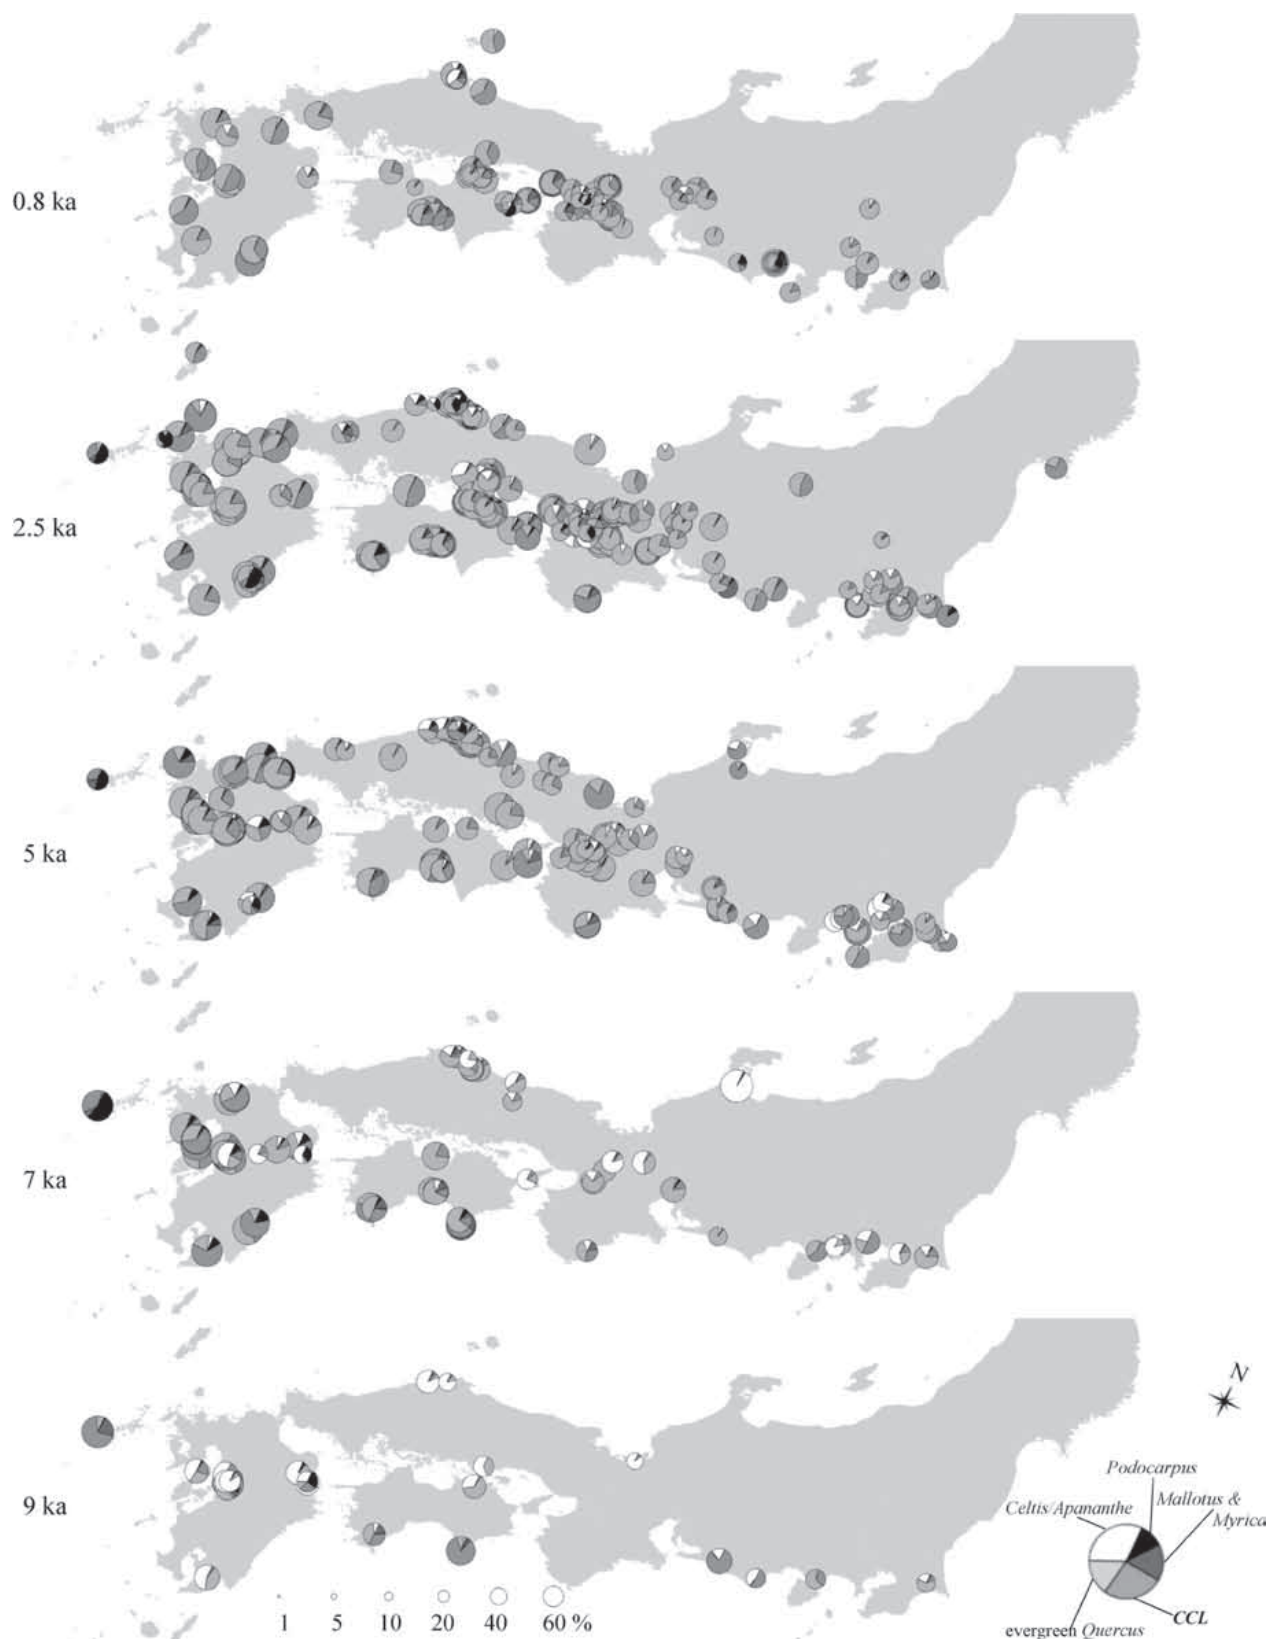 0.8 ka
2.5 ka
5 ka
7 ka
9 ka
N
Podocarpus
Celtis/Apananthe
Mallotus &
Myrica
1 5 10 20 40 60 %
CCL
evergreen Quercus